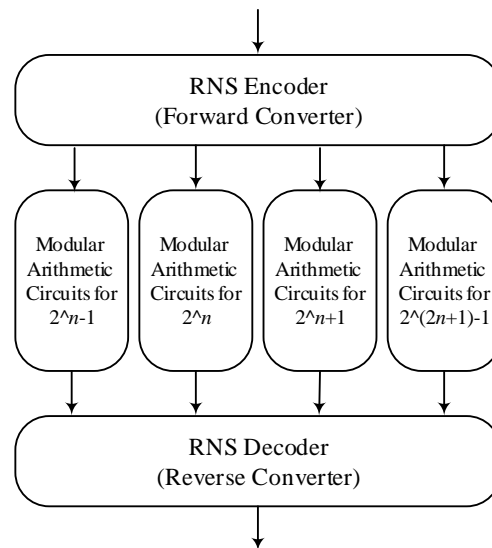 RNS Encoder
(Forward Converter)
Modular
Arithmetic
Circuits for
2^n-1
Modular
Arithmetic
Circuits for
2^n
Modular
Arithmetic
Circuits for
2^n+1
Modular
Arithmetic
Circuits for
2^(2n+1)-1
RNS Decoder
(Reverse Converter)